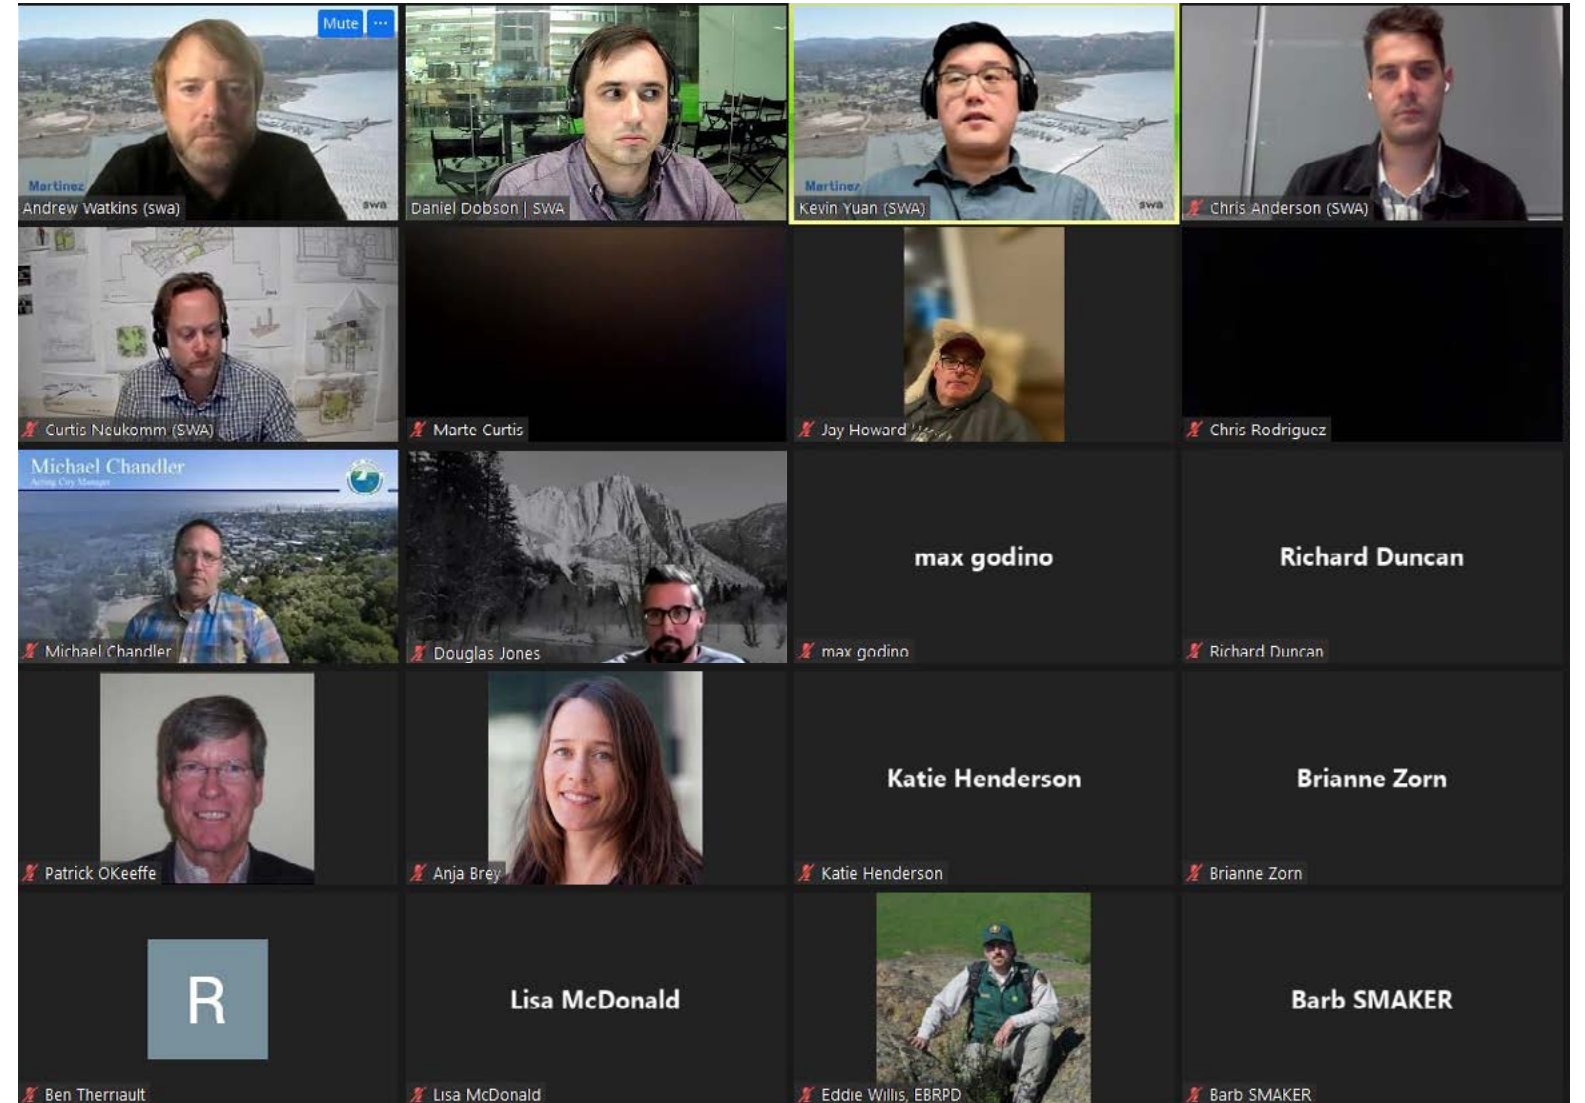 Mute ...
Martinez
swa
Andrew Watkins (swa)
Daniel Dobson | SWA
Martinez
swa
Kevin Yuan (SWA)
Chris Anderson (SWA)
Curtis Neukomm (SWA)
Marte Curtis
Jay Howard
Chris Rodriguez
Michael Chandler
Acting City Manager
Michael Chandler
Douglas Jones
max godino
max godino
Richard Duncan
Richard Duncan
Patrick OKeeffe
Anja Brey
Katie Henderson
Katie Henderson
Brianne Zorn
Brianne Zorn
R
Ben Therriault
Lisa McDonald
Lisa McDonald
Eddie Willis, EBRPD
Barb SMAKER
Barb SMAKER